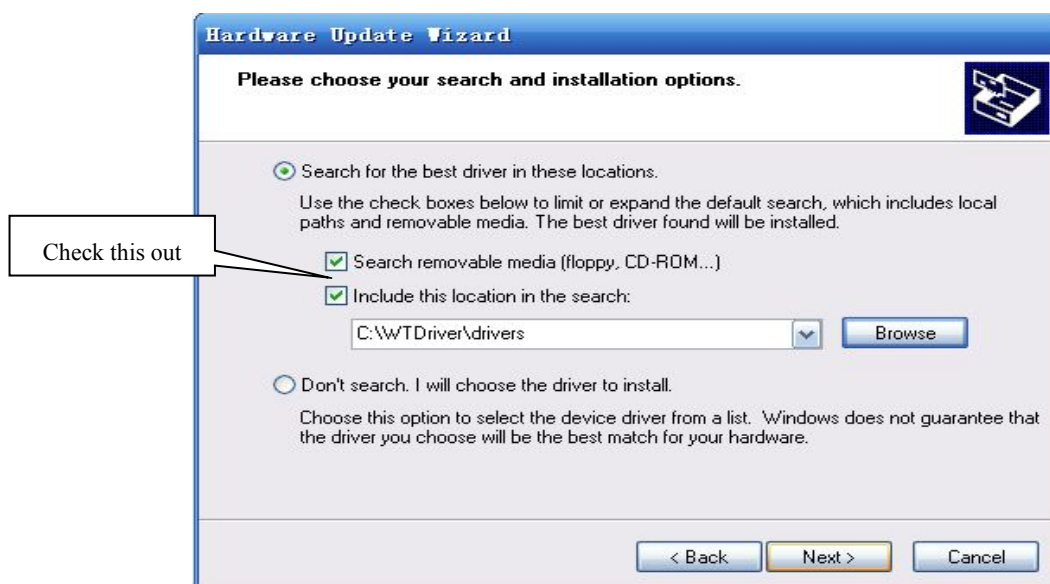 Hardware Update Wizard
Please choose your search and installation options.
Search for the best driver in these locations.
Use the check boxes below to limit or expand the default search, which includes local
paths and removable media. The best driver found will be installed.
Check this out
Search removable media (floppy, CD-ROM...)
Include this location in the search:
C:\WTDriver\drivers
Browse
Don't search. I will choose the driver to install.
Choose this option to select the device driver from a list. Windows does not guarantee that
the driver you choose will be the best match for your hardware.
< Back
Next >
Cancel